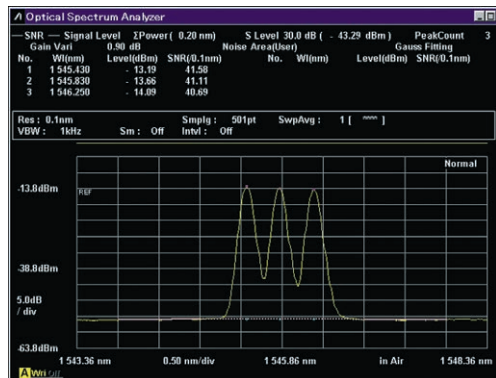 Optical Spectrum Analyzer
SNR Signal Level ΣPower( 0.20 nm) S Level 30.0 dB ( - 43.29 dBm ) PeakCount 3
Gain Vari 0.90 dB Noise Area(User) Gauss Fitting
No. Wl(nm) Level(dBm) SNR(/0.1nm) No. Wl(nm) Level(dBm) SNR(/0.1nm)
1 1 545.430 - 13.19 41.58
2 1 545.830 - 13.66 41.11
3 1 546.250 - 14.09 40.69
Res : 0.1nm Smplg : 501pt SwpAvg : 1 [ ]
VBW : 1kHz Sm : Off Intvl : Off
Normal
-13.8dBm
REF
-38.8dBm
5.0dB
/ div
-63.8dBm
1 543.36 nm 0.50 nm/div 1 545.86 nm in Air 1 548.36 nm
A Wri Off